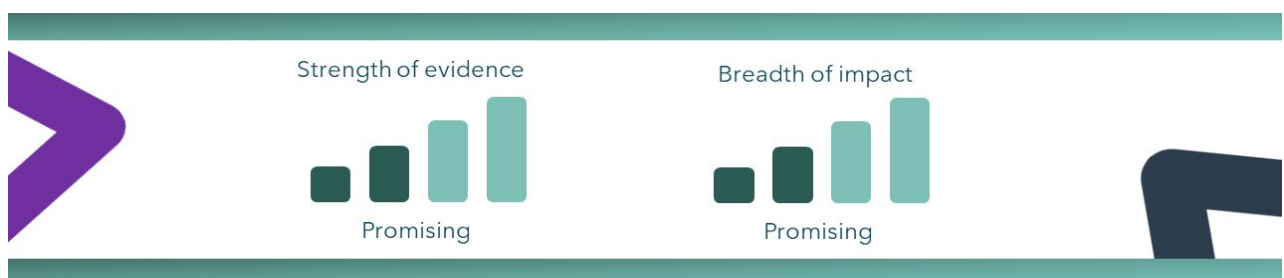 Strength of evidence
Breadth of impact
Promising
Promising